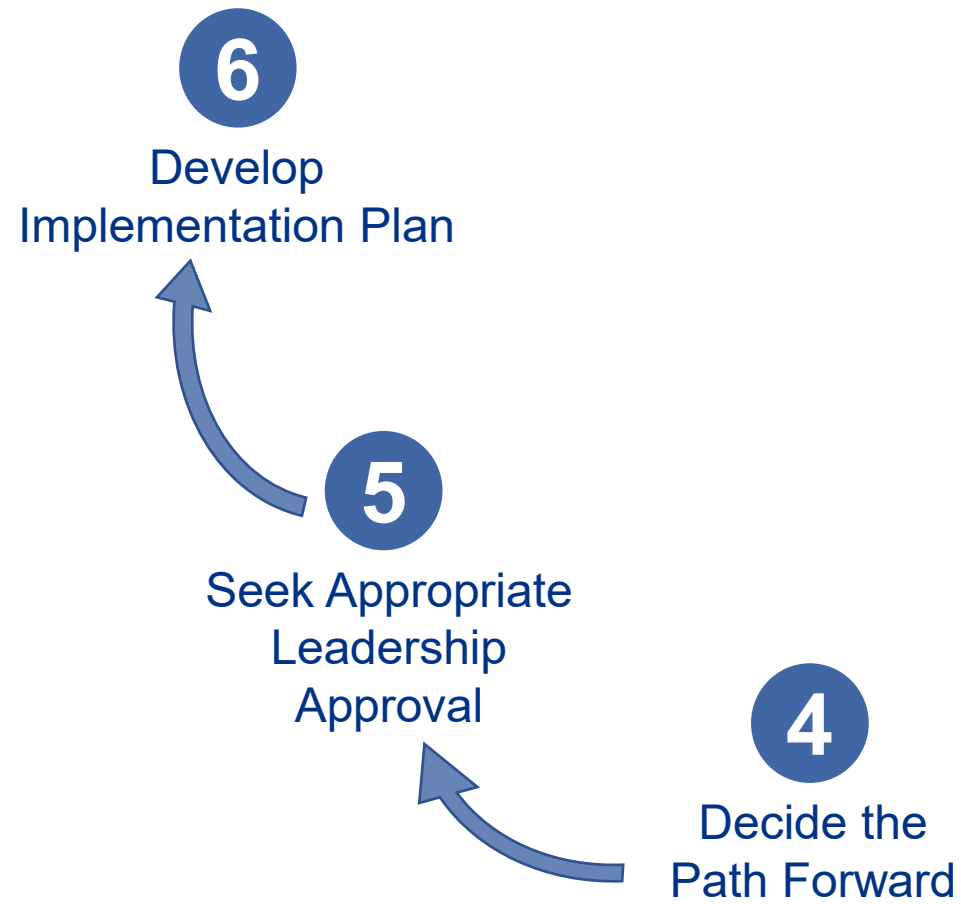 6
Develop
Implementation Plan
5
Seek Appropriate
Leadership
Approval
4
Decide the
Path Forward